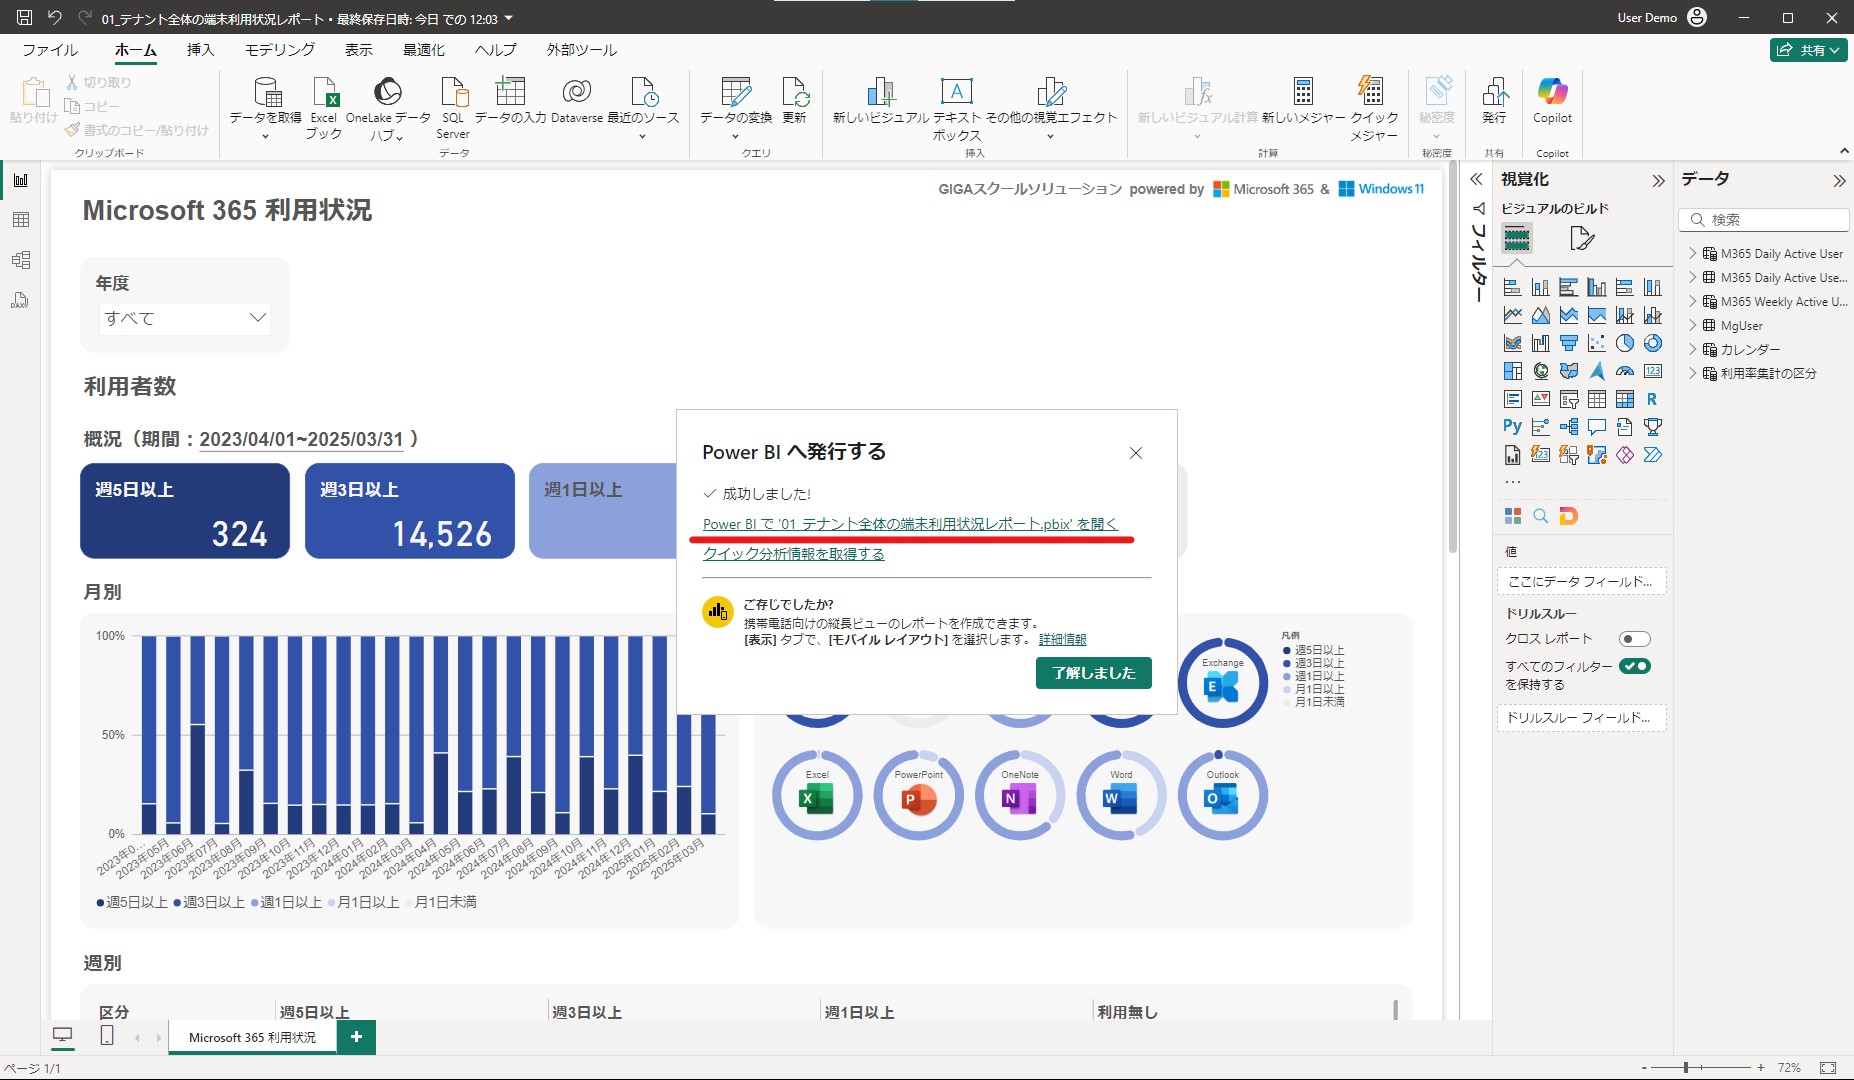 01_テナント全体の端末利用状況レポート • 最終保存日時: 今日 での 12:03
User Demo
ファイル ホーム 挿入 モデリング 表示 最適化 ヘルプ 外部ツール
共有
貼り付け
切り取り
コピー
書式のコピー/貼り付け
クリップボード
データを取得
Excel ブック
OneLake データ ハブ
SQL Server
データの入力
Dataverse
最近のソース
データ
データの変換
更新
クエリ
新しいビジュアル
テキスト ボックス
その他の視覚エフェクト
挿入
新しいビジュアル計算
新しいメジャー
クイック メジャー
計算
秘密度
秘密度
発行
共有
Copilot
Copilot
GIGAスクールソリューション powered by Microsoft 365 & Windows 11
Microsoft 365 利用状況
年度
すべて
利用者数
概況（期間：2023/04/01~2025/03/31 ）
週5日以上
324
週3日以上
14,526
週1日以上
月別
100%
50%
0%
2023年0...
2023年05月
2023年06月
2023年07月
2023年08月
2023年09月
2023年10月
2023年11月
2023年12月
2024年01月
2024年02月
2024年03月
2024年04月
2024年05月
2024年06月
2024年07月
2024年08月
2024年09月
2024年10月
2024年11月
2024年12月
2025年01月
2025年02月
2025年03月
週5日以上 週3日以上 週1日以上 月1日以上 月1日未満
Power BI へ発行する
成功しました!
Power BI で '01_テナント全体の端末利用状況レポート.pbix' を開く
クイック分析情報を取得する
ご存じでしたか?
携帯電話向けの縦長ビューのレポートを作成できます。
[表示] タブで、[モバイル レイアウト] を選択します。 詳細情報
了解しました
Exchange
E
凡例
週5日以上
週3日以上
週1日以上
月1日以上
月1日未満
Excel
X
PowerPoint
P
OneNote
N
Word
W
Outlook
O
週別
区分 週5日以上 週3日以上 週1日以上 利用無し
Microsoft 365 利用状況
ページ 1/1
72%
フィルター
視覚化
ビジュアルのビルド
123
R
Py
123
...
値
ここにデータ フィールド...
ドリルスルー
クロス レポート
すべてのフィルター
を保持する
ドリルスルー フィールド...
データ
検索
M365 Daily Active User
M365 Daily Active Use...
M365 Weekly Active U...
MgUser
カレンダー
利用率集計の区分
DAX